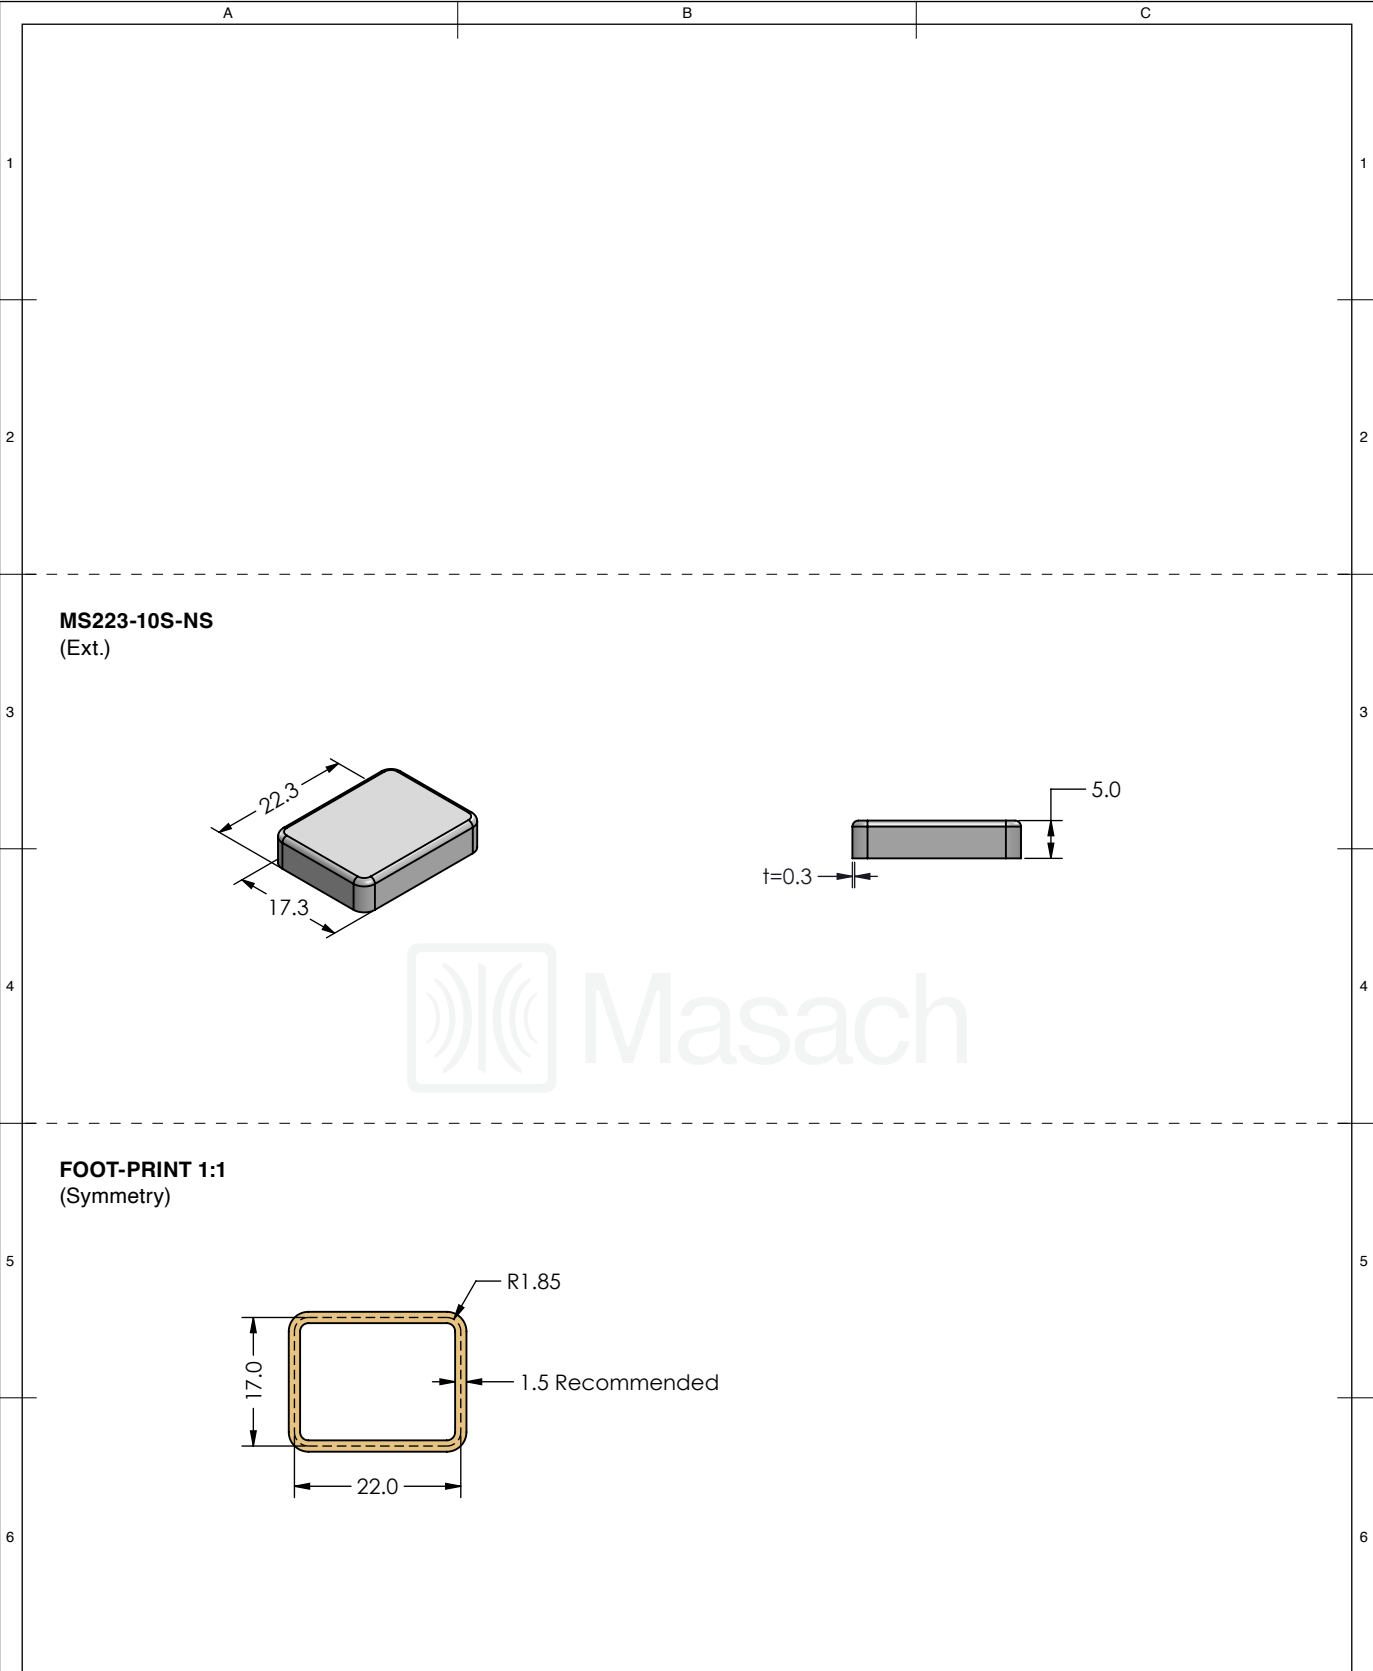 A B C
1 1
2 2
MS223-10S-NS
(Ext.)
3 3
22.3
17.3
5.0
t=0.3
4 4
Masach
FOOT-PRINT 1:1
(Symmetry)
5 5
R1.85
17.0
1.5 Recommended
22.0
6 6